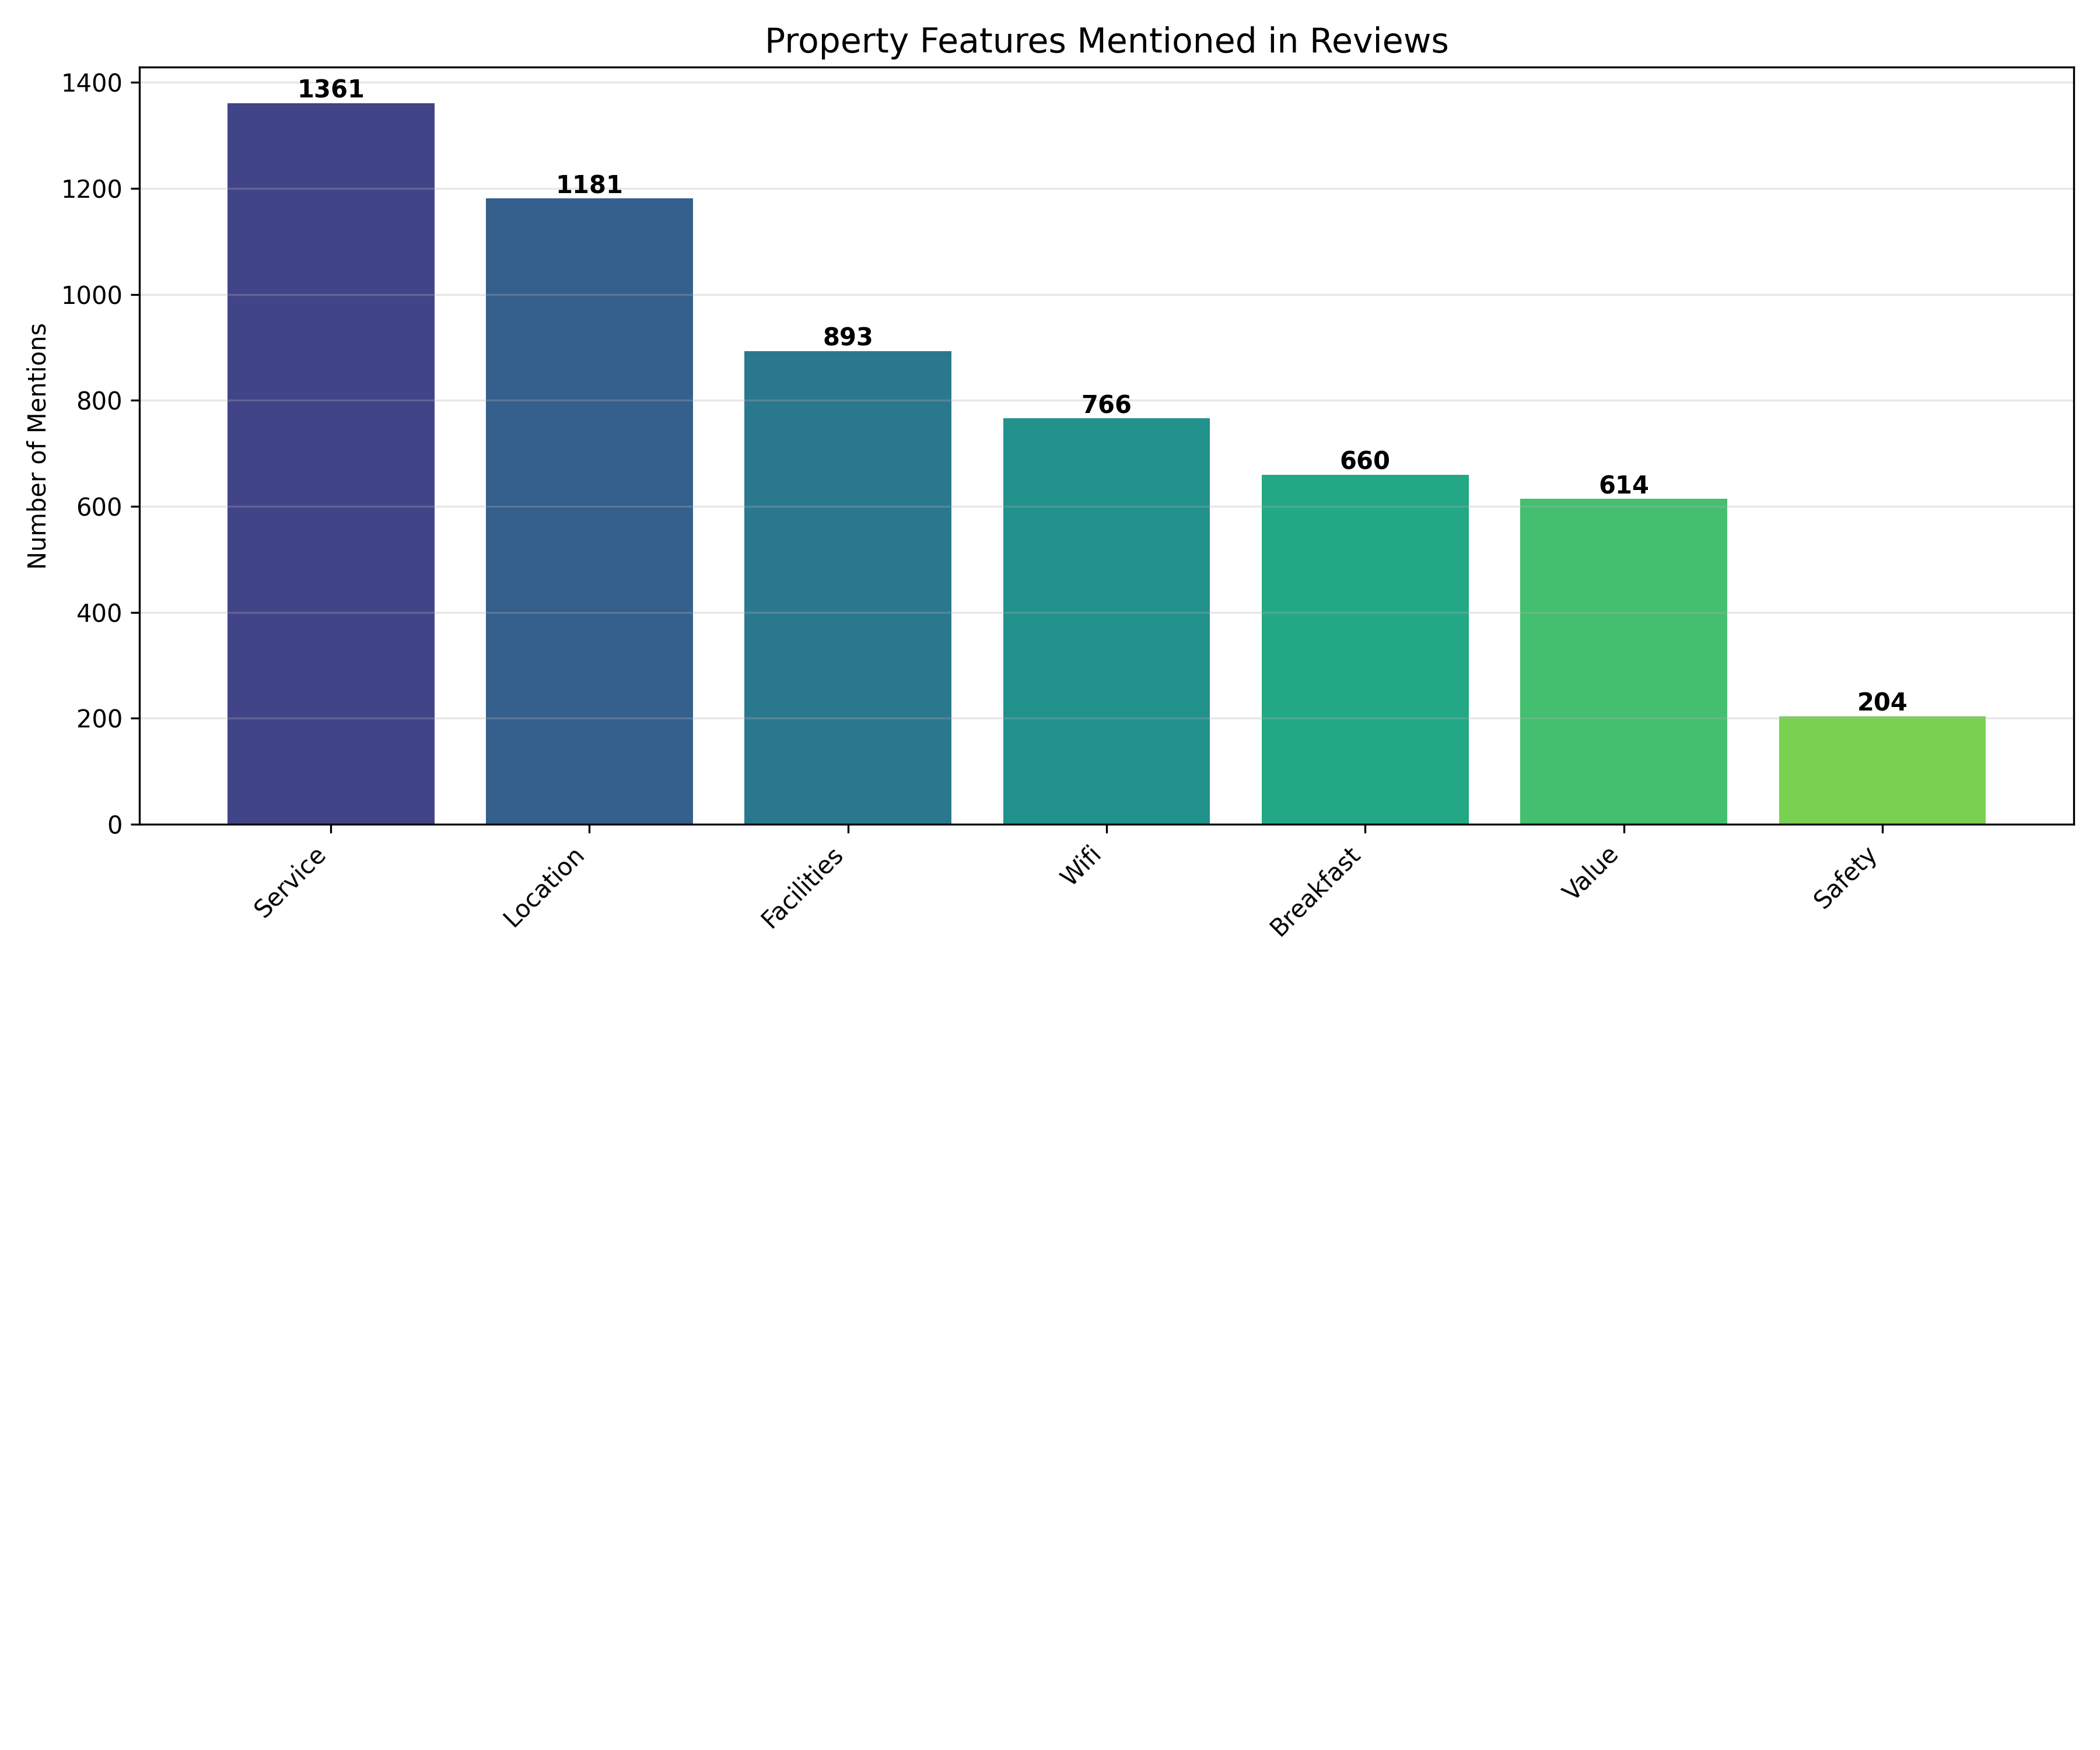 Property Features Mentioned in Reviews
Number of Mentions
1400
1200
1000
800
600
400
200
0
1361
1181
893
766
660
614
204
Service
Location
Facilities
Wifi
Breakfast
Value
Safety